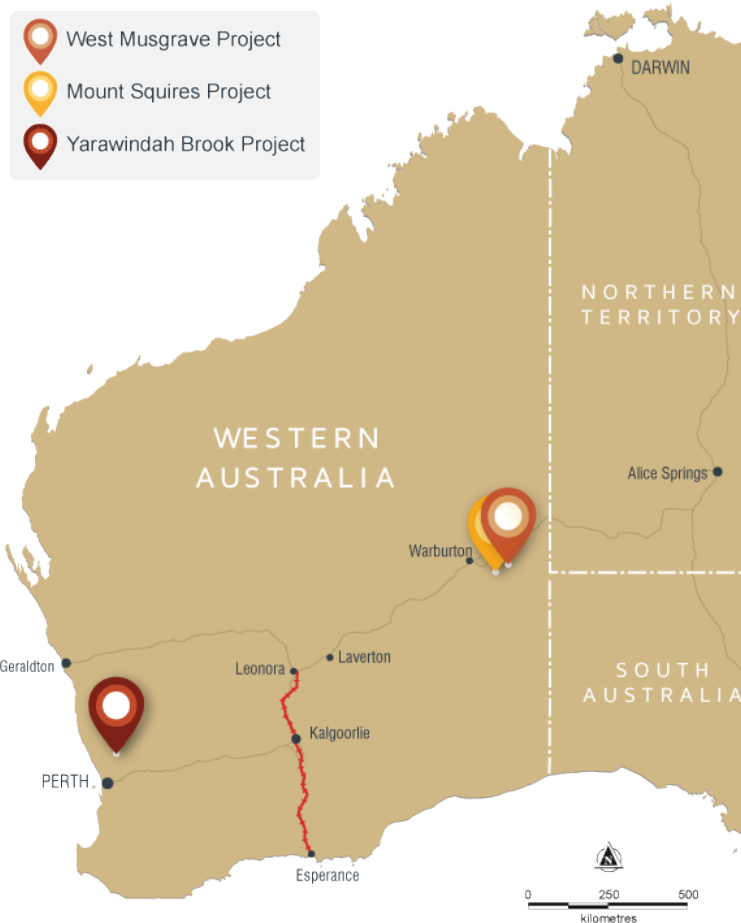 West Musgrave Project
Mount Squires Project
Yarawindah Brook Project
DARWIN
NORTHERN
TERRITORY
WESTERN
AUSTRALIA
Alice Springs
Warburton
Laverton
Geraldton
Leonora
SOUTH
AUSTRALIA
Kalgoorlie
PERTH
Esperance
N
0 250 500
kilometres